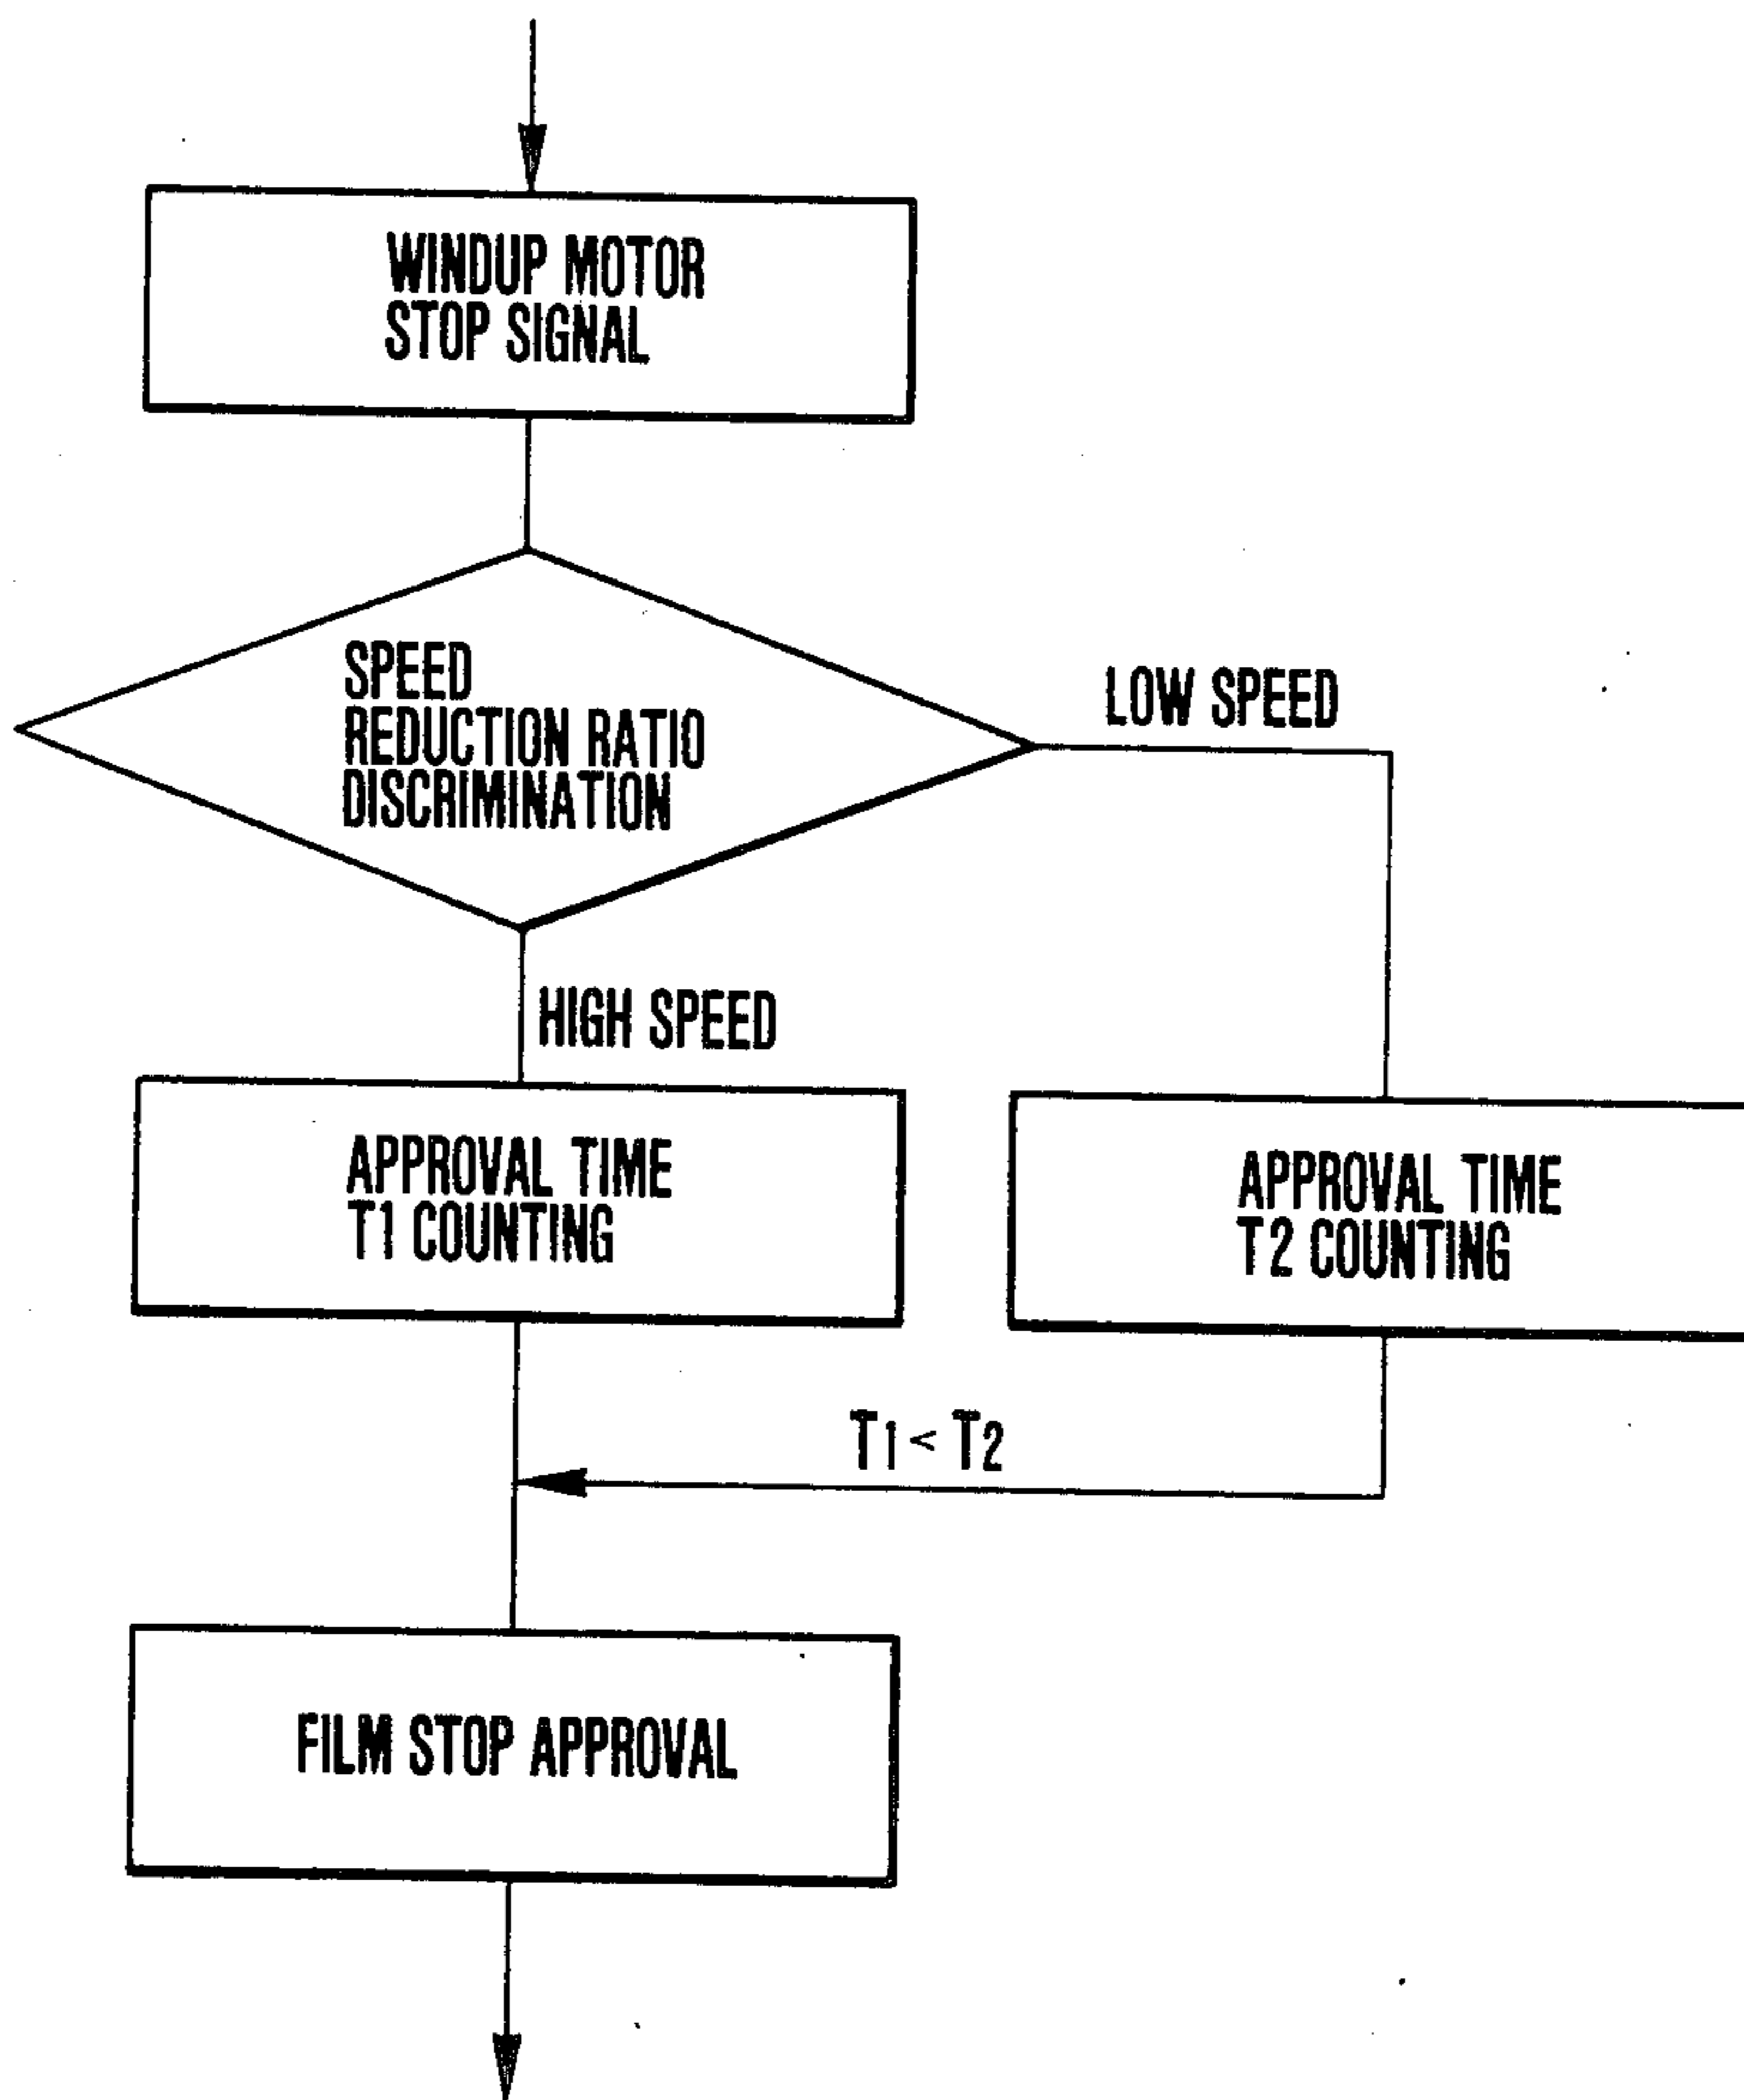 WINDUP MOTOR
STOP SIGNAL
SPEED
REDUCTION RATIO
DISCRIMINATION
LOW SPEED
HIGH SPEED
APPROVAL TIME
T1 COUNTING
APPROVAL TIME
T2 COUNTING
T1 < T2
FILM STOP APPROVAL